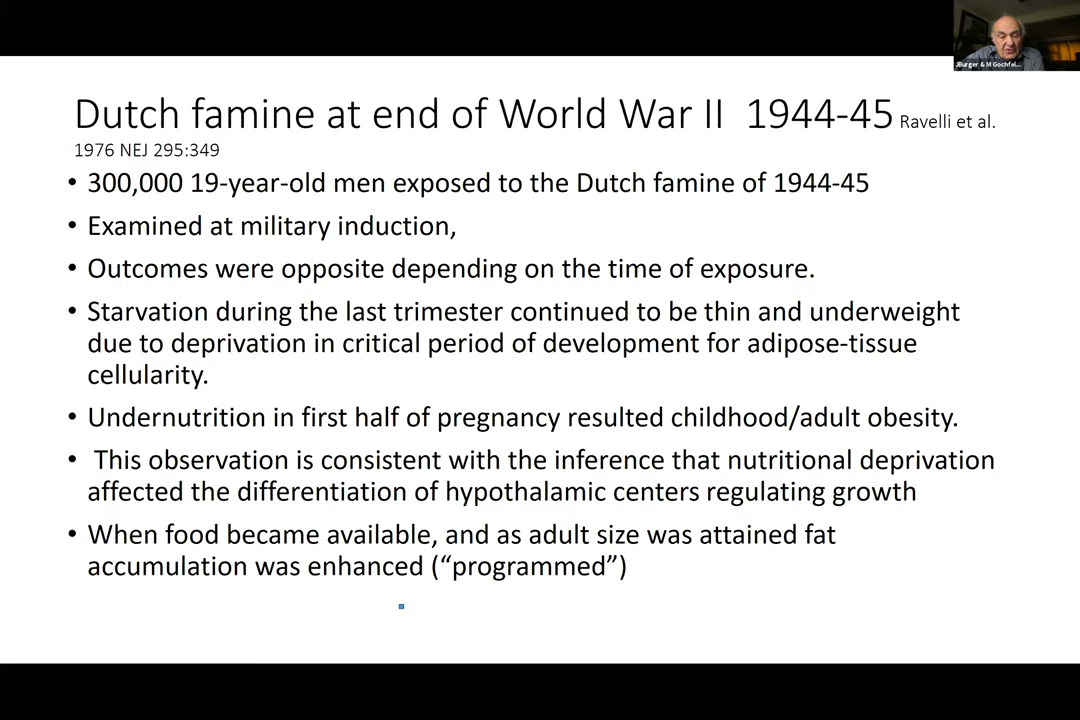 JBurger & M Gochfel...
Dutch famine at end of World War II 1944-45 Ravelli et al.
1976 NEJ 295:349
• 300,000 19-year-old men exposed to the Dutch famine of 1944-45
• Examined at military induction,
• Outcomes were opposite depending on the time of exposure.
• Starvation during the last trimester continued to be thin and underweight
due to deprivation in critical period of development for adipose-tissue
cellularity.
• Undernutrition in first half of pregnancy resulted childhood/adult obesity.
• This observation is consistent with the inference that nutritional deprivation
affected the differentiation of hypothalamic centers regulating growth
• When food became available, and as adult size was attained fat
accumulation was enhanced (“programmed”)